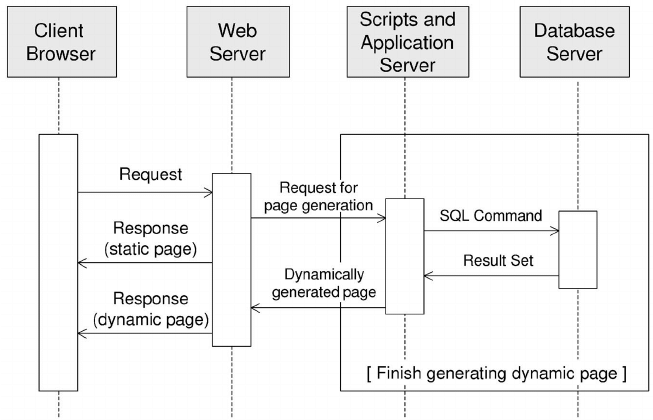 Client
Browser
Web
Server
Scripts and
Application
Server
Database
Server
Request
Request for
page generation
SQL Command
Response
(static page)
Result Set
Dynamically
generated page
Response
(dynamic page)
[ Finish generating dynamic page ]